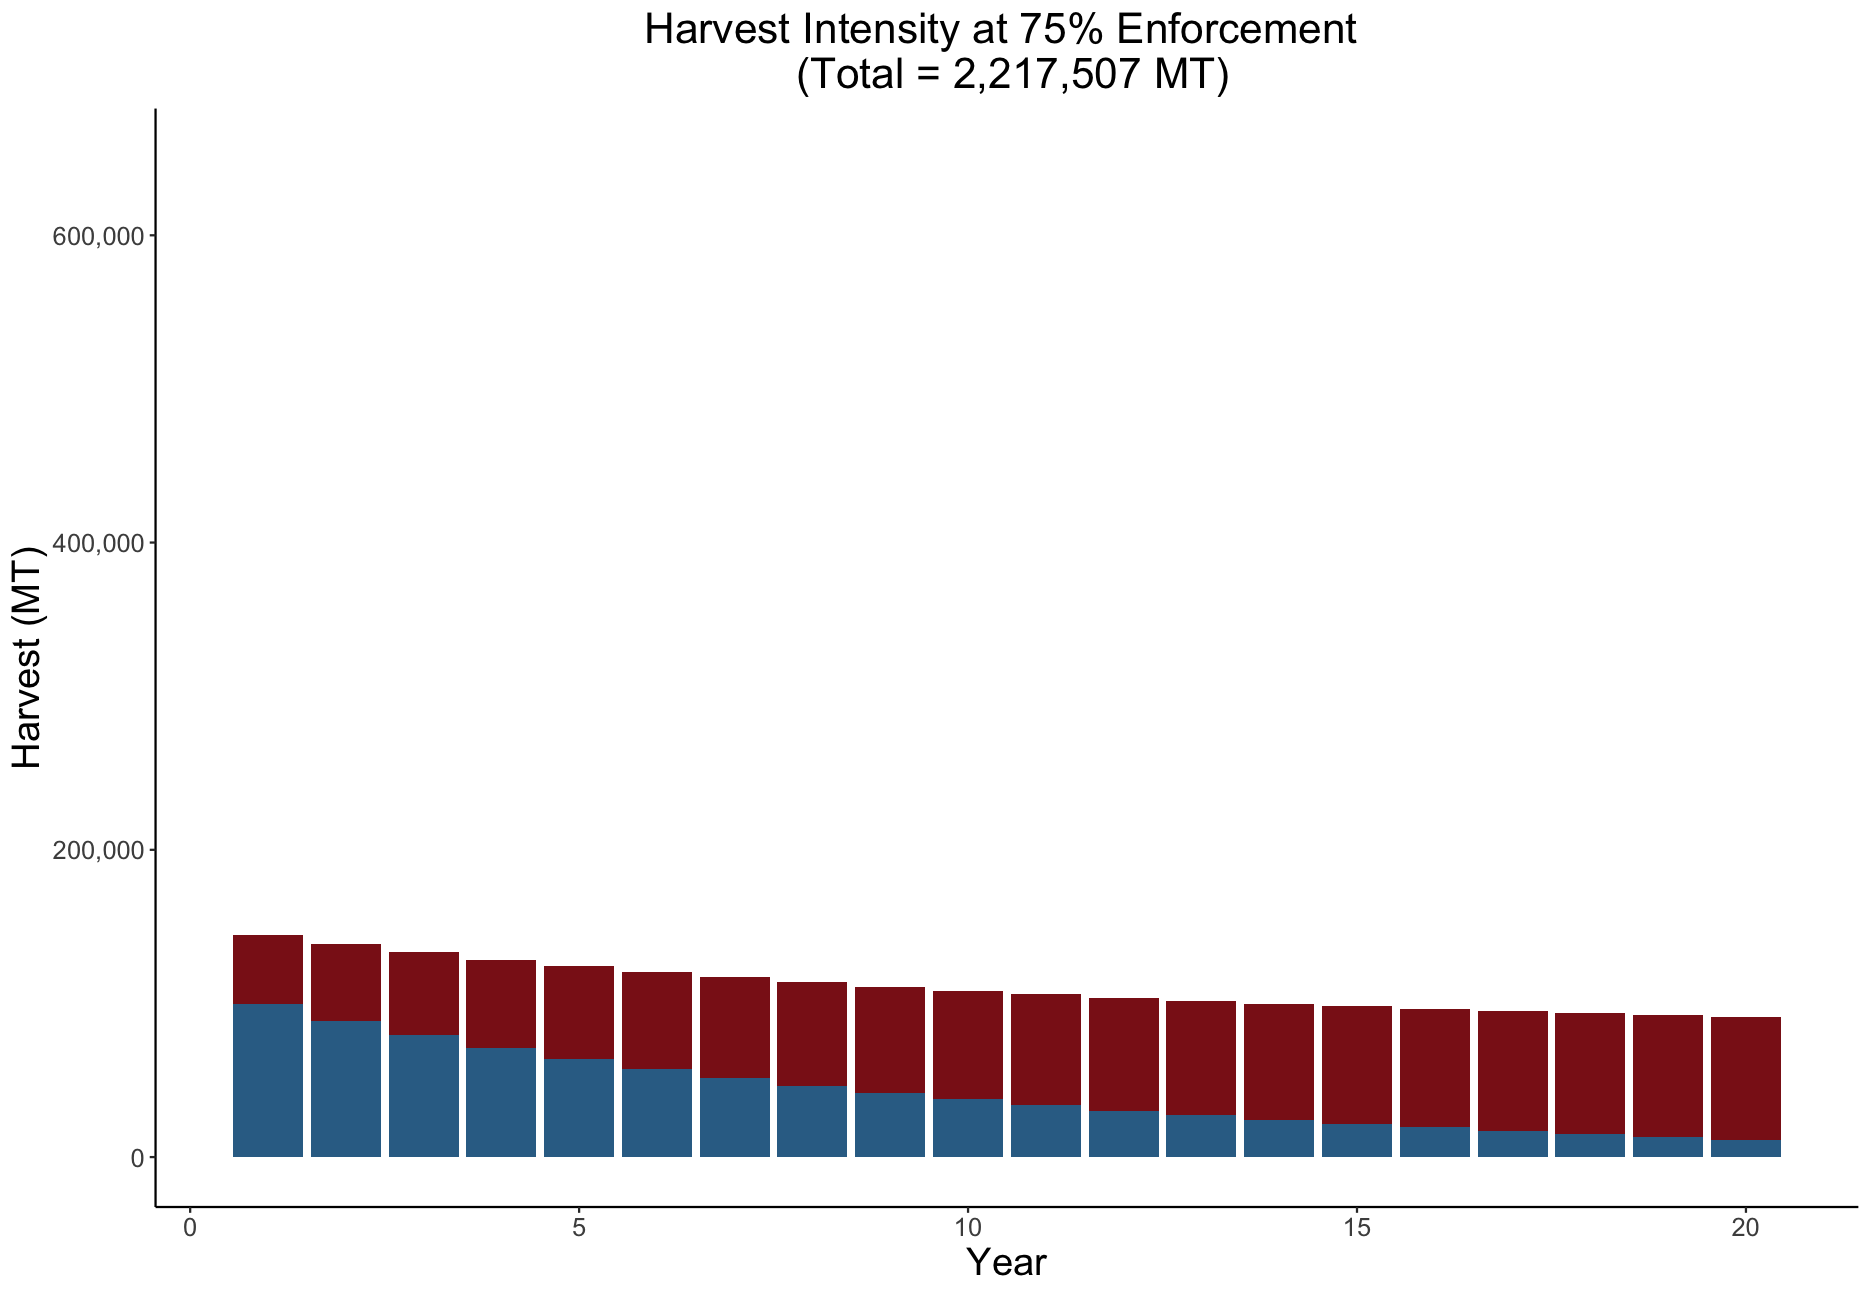 Harvest Intensity at 75% Enforcement
(Total = 2,217,507 MT)
600,000
400,000
200,000
0
Harvest (MT)
0 5 10 15 20
Year